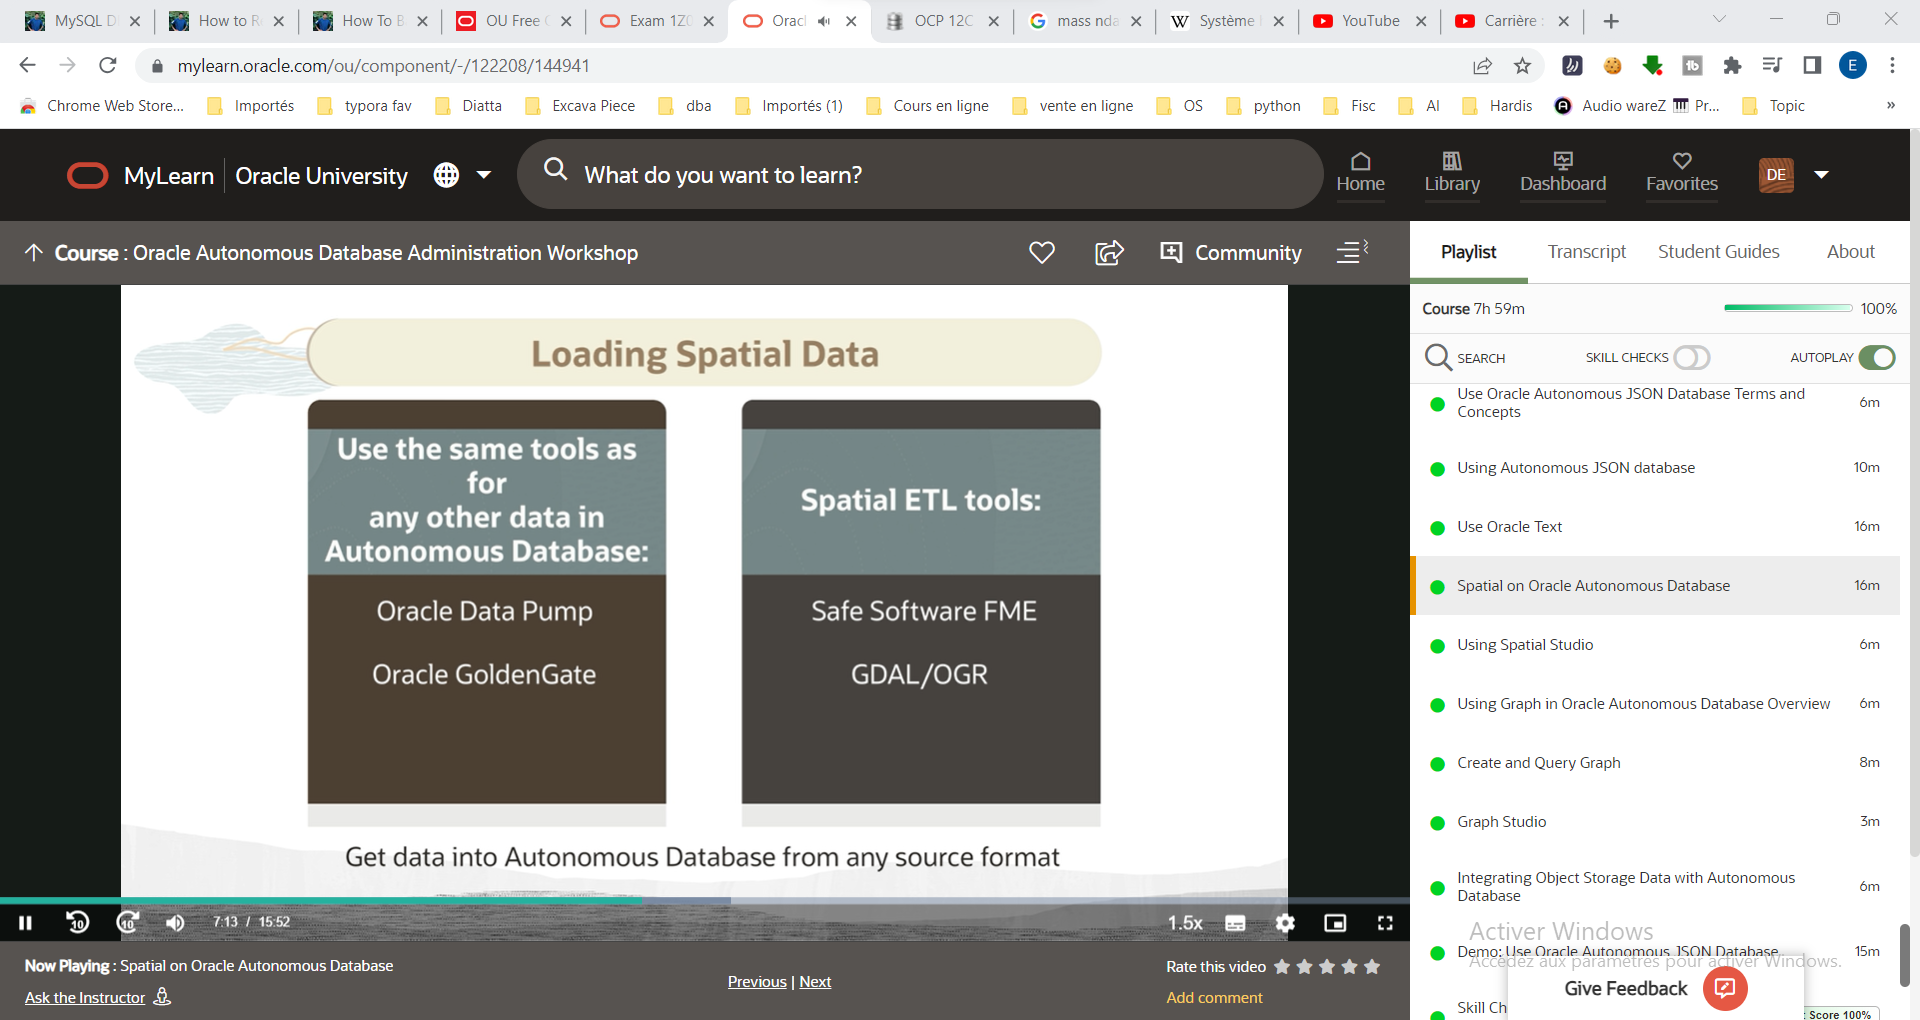 MySQL D
How to R
How To B
OU Free C
Exam 1Z0
Oracl
OCP 12C
mass nda
Système
YouTube
Carrière :
mylearn.oracle.com/ou/component/-/122208/144941
E
Chrome Web Store...
Importés
typora fav
Diatta
Excava Piece
dba
Importés (1)
Cours en ligne
vente en ligne
OS
python
Fisc
AI
Hardis
Audio wareZ
Pr...
Topic
»
MyLearn
Oracle University
What do you want to learn?
Home
Library
Dashboard
Favorites
DE
Course : Oracle Autonomous Database Administration Workshop
Community
Loading Spatial Data
Use the same tools as
for
any other data in
Autonomous Database:
Oracle Data Pump
Oracle GoldenGate
Spatial ETL tools:
Safe Software FME
GDAL/OGR
Get data into Autonomous Database from any source format
10
10
7:13 / 15:52
1.5x
Now Playing : Spatial on Oracle Autonomous Database
Ask the Instructor
Previous | Next
Rate this video
Add comment
Playlist
Transcript
Student Guides
About
Course 7h 59m
100%
SEARCH
SKILL CHECKS
AUTOPLAY
Use Oracle Autonomous JSON Database Terms and
Concepts
6m
Using Autonomous JSON database
10m
Use Oracle Text
16m
Spatial on Oracle Autonomous Database
16m
Using Spatial Studio
6m
Using Graph in Oracle Autonomous Database Overview
6m
Create and Query Graph
8m
Graph Studio
3m
Integrating Object Storage Data with Autonomous
Database
6m
Activer Windows
Demo: Use Oracle Autonomous JSON Database
15m
Accédez aux paramètres pour activer Windows.
Give Feedback
Skill Ch
: Score 100%